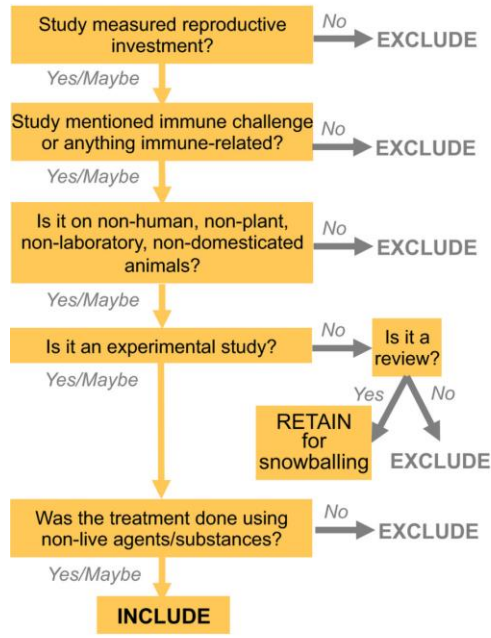 Study measured reproductive
investment?
No
EXCLUDE
Yes/Maybe
Study mentioned immune challenge
or anything immune-related?
No
EXCLUDE
Yes/Maybe
Is it on non-human, non-plant,
non-laboratory, non-domesticated
animals?
No
EXCLUDE
Yes/Maybe
Is it an experimental study?
No
Is it a
review?
Yes/Maybe
Yes
No
RETAIN
for
snowballing
EXCLUDE
Was the treatment done using
non-live agents/substances?
No
EXCLUDE
Yes/Maybe
INCLUDE